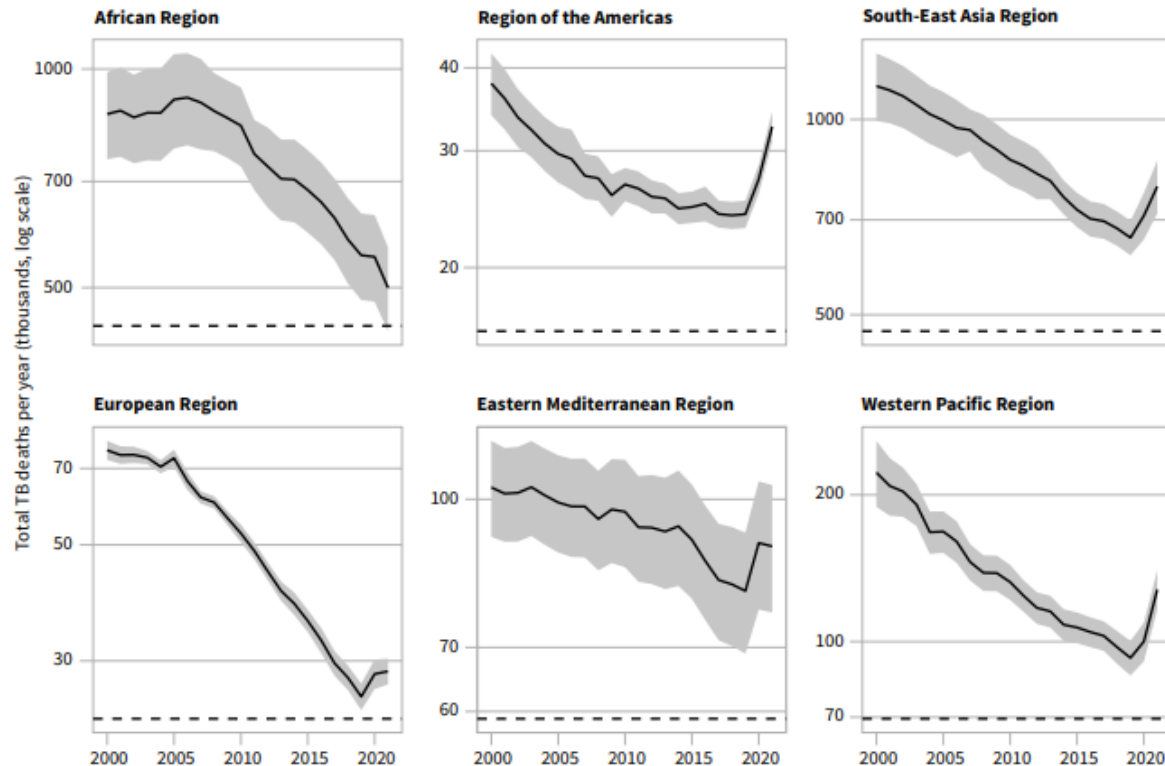 Total TB deaths per year (thousands, log scale)
African Region
1000
700
500
Region of the Americas
40
30
20
South-East Asia Region
1000
700
500
European Region
70
50
30
2000 2005 2010 2015 2020
Eastern Mediterranean Region
100
70
60
2000 2005 2010 2015 2020
Western Pacific Region
200
100
70
2000 2005 2010 2015 2020